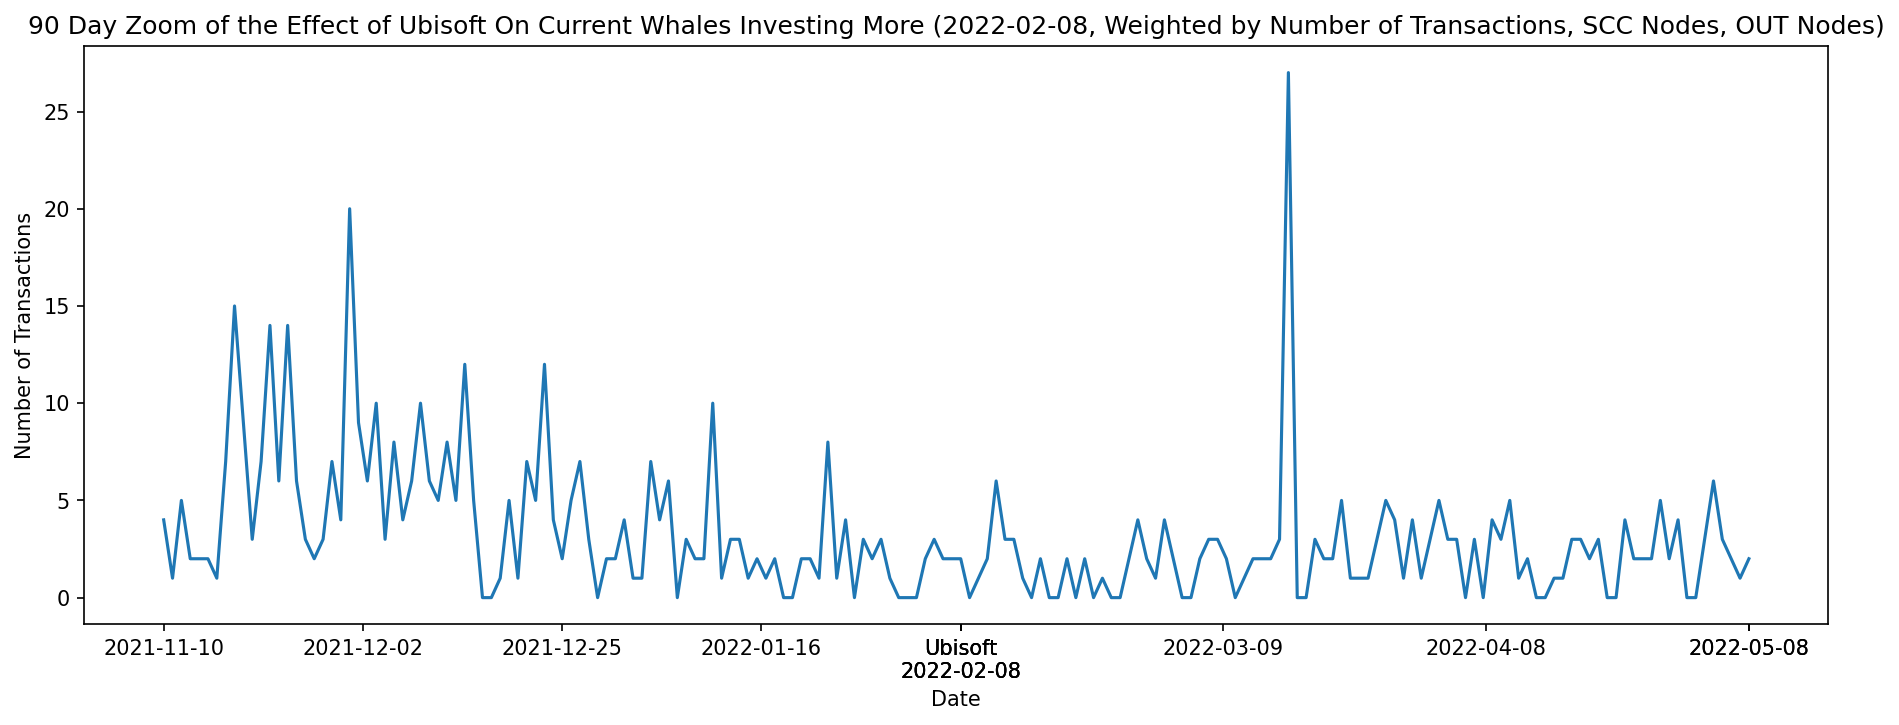 90 Day Zoom of the Effect of Ubisoft On Current Whales Investing More (2022-02-08, Weighted by Number of Transactions, SCC Nodes, OUT Nodes)
Number of Transactions
25
20
15
10
5
0
2021-11-10 2021-12-02 2021-12-25 2022-01-16 Ubisoft 2022-03-09 2022-04-08 2022-05-08
2022-02-08
Date